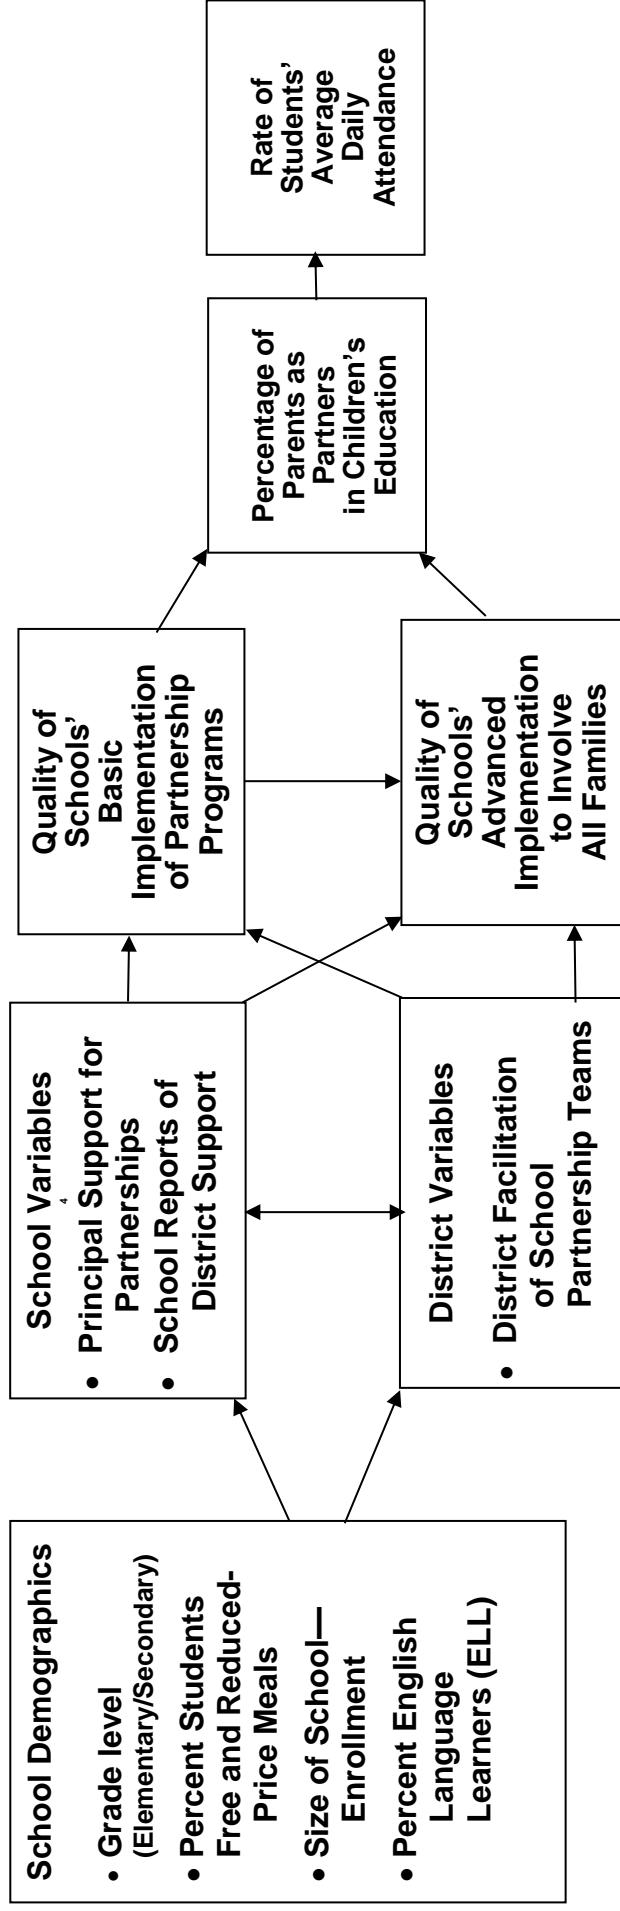 School Demographics
• Grade level
(Elementary/Secondary)
• Percent Students
Free and Reduced-
Price Meals
• Size of School—
Enrollment
• Percent English
Language
Learners (ELL)
School Variables
4
• Principal Support for
Partnerships
• School Reports of
District Support
District Variables
• District Facilitation
of School
Partnership Teams
Quality of
Schools’
Basic
Implementation
of Partnership
Programs
Quality of
Schools’
Advanced
Implementation
to Involve
All Families
Percentage of
Parents as
Partners
in Children’s
Education
Rate of
Students’
Average
Daily
Attendance